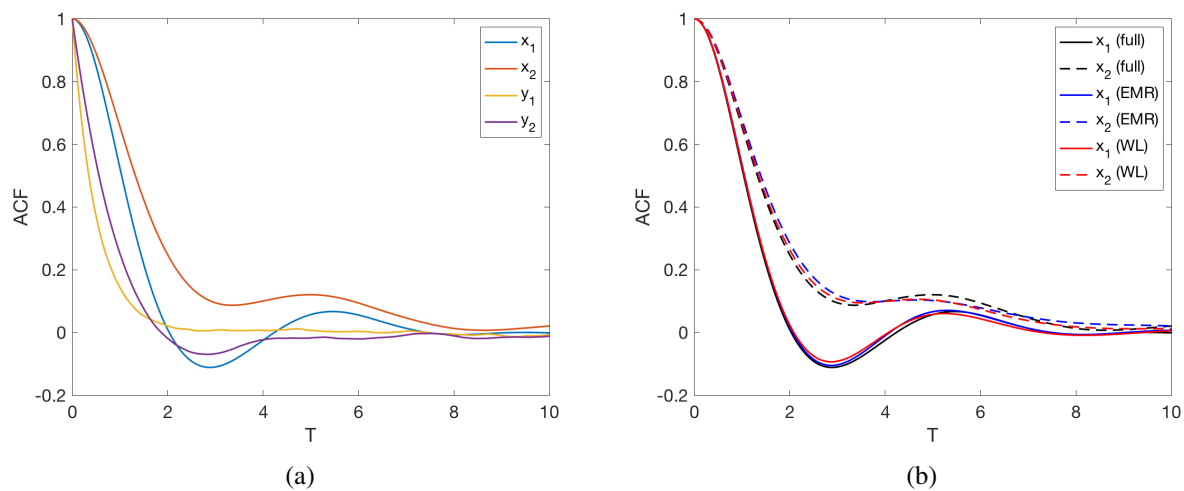 1
0.8
0.6
0.4
0.2
0
-0.2
0 2 4 6 8 10
ACF
T
x₁
x₂
y₁
y₂
(a)
1
0.8
0.6
0.4
0.2
0
-0.2
0 2 4 6 8 10
ACF
T
x₁ (full)
x₂ (full)
x₁ (EMR)
x₂ (EMR)
x₁ (WL)
x₂ (WL)
(b)